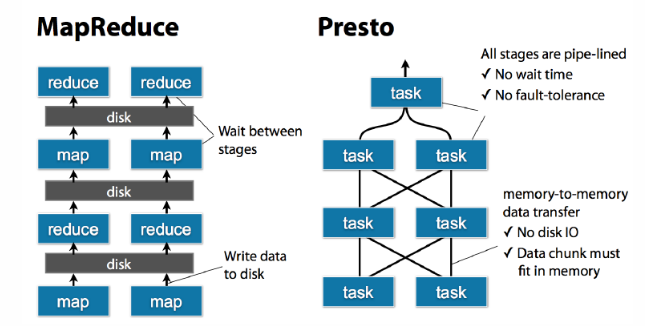 MapReduce
reduce reduce
disk
map map
disk
reduce reduce
disk
map map
Wait between
stages
Write data
to disk
Presto
task
task task
task task
task task
All stages are pipe-lined
✓ No wait time
✓ No fault-tolerance
memory-to-memory
data transfer
✓ No disk IO
✓ Data chunk must
fit in memory